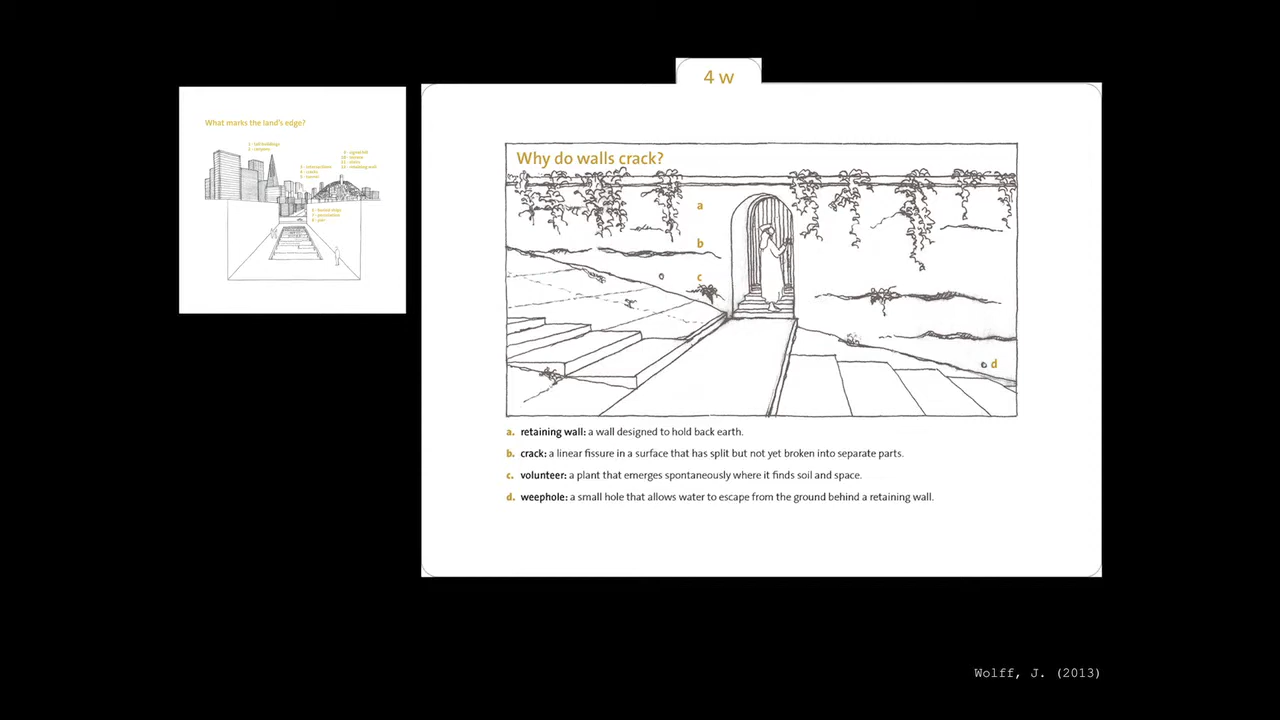 What marks the land's edge?
1 - tall buildings
4 w
Why do walls crack?
a
b
c
d
a. retaining wall: a wall designed to hold back earth.
b. crack: a linear fissure in a surface that has split but not yet broken into separate parts.
c. volunteer: a plant that emerges spontaneously where it finds soil and space.
d. weephole: a small hole that allows water to escape from the ground behind a retaining wall.
Wolff, J. (2013)